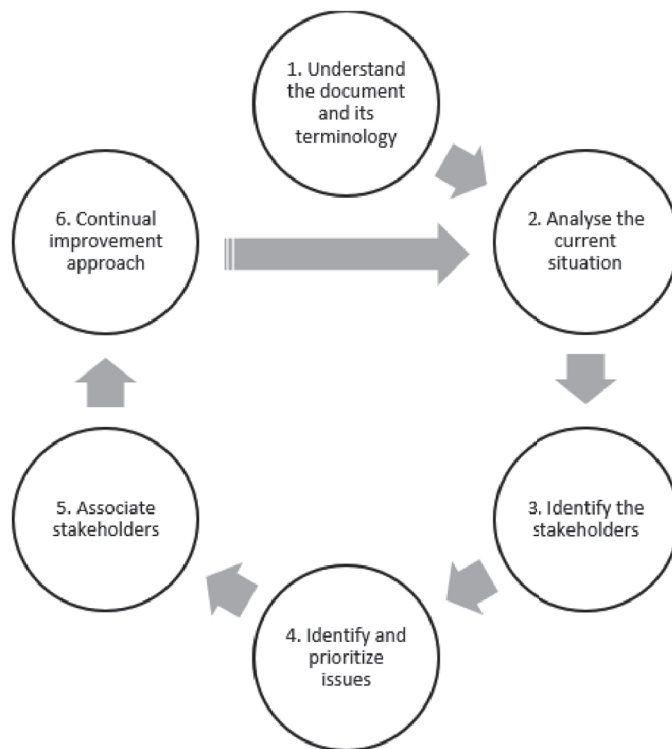 1. Understand
the document
and its
terminology
2. Analyse the
current
situation
3. Identify the
stakeholders
4. Identify and
prioritize
issues
5. Associate
stakeholders
6. Continual
improvement
approach